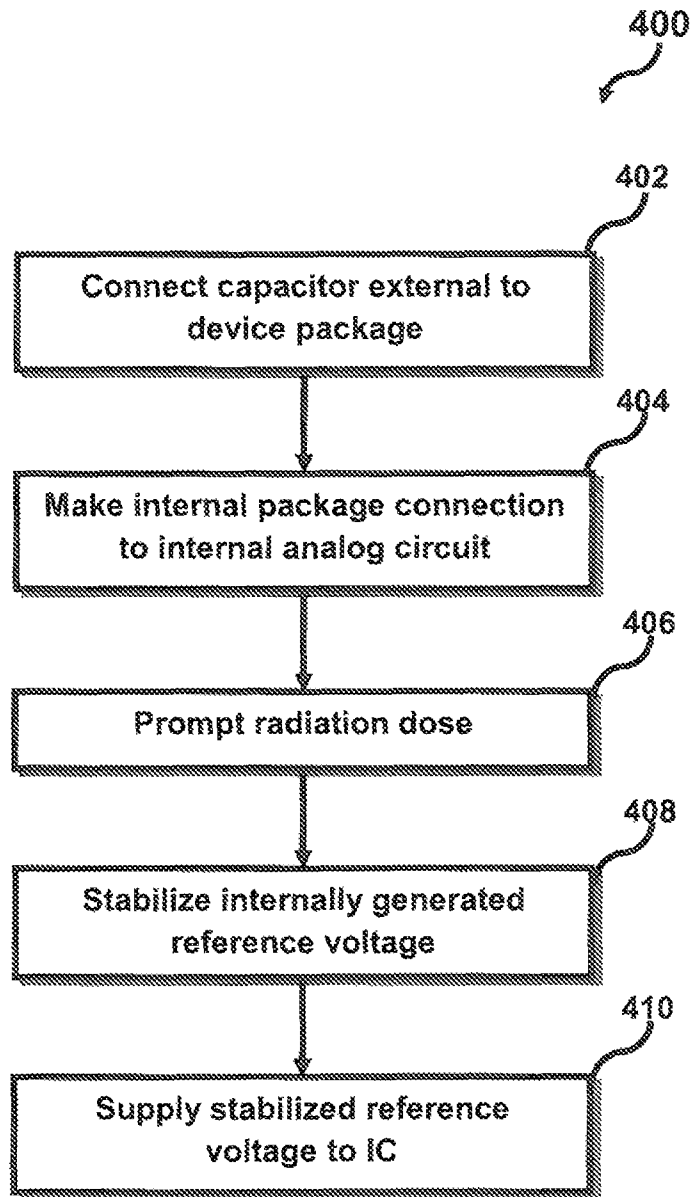 400
402
Connect capacitor external to
device package
404
Make internal package connection
to internal analog circuit
406
Prompt radiation dose
408
Stabilize internally generated
reference voltage
410
Supply stabilized reference
voltage to IC